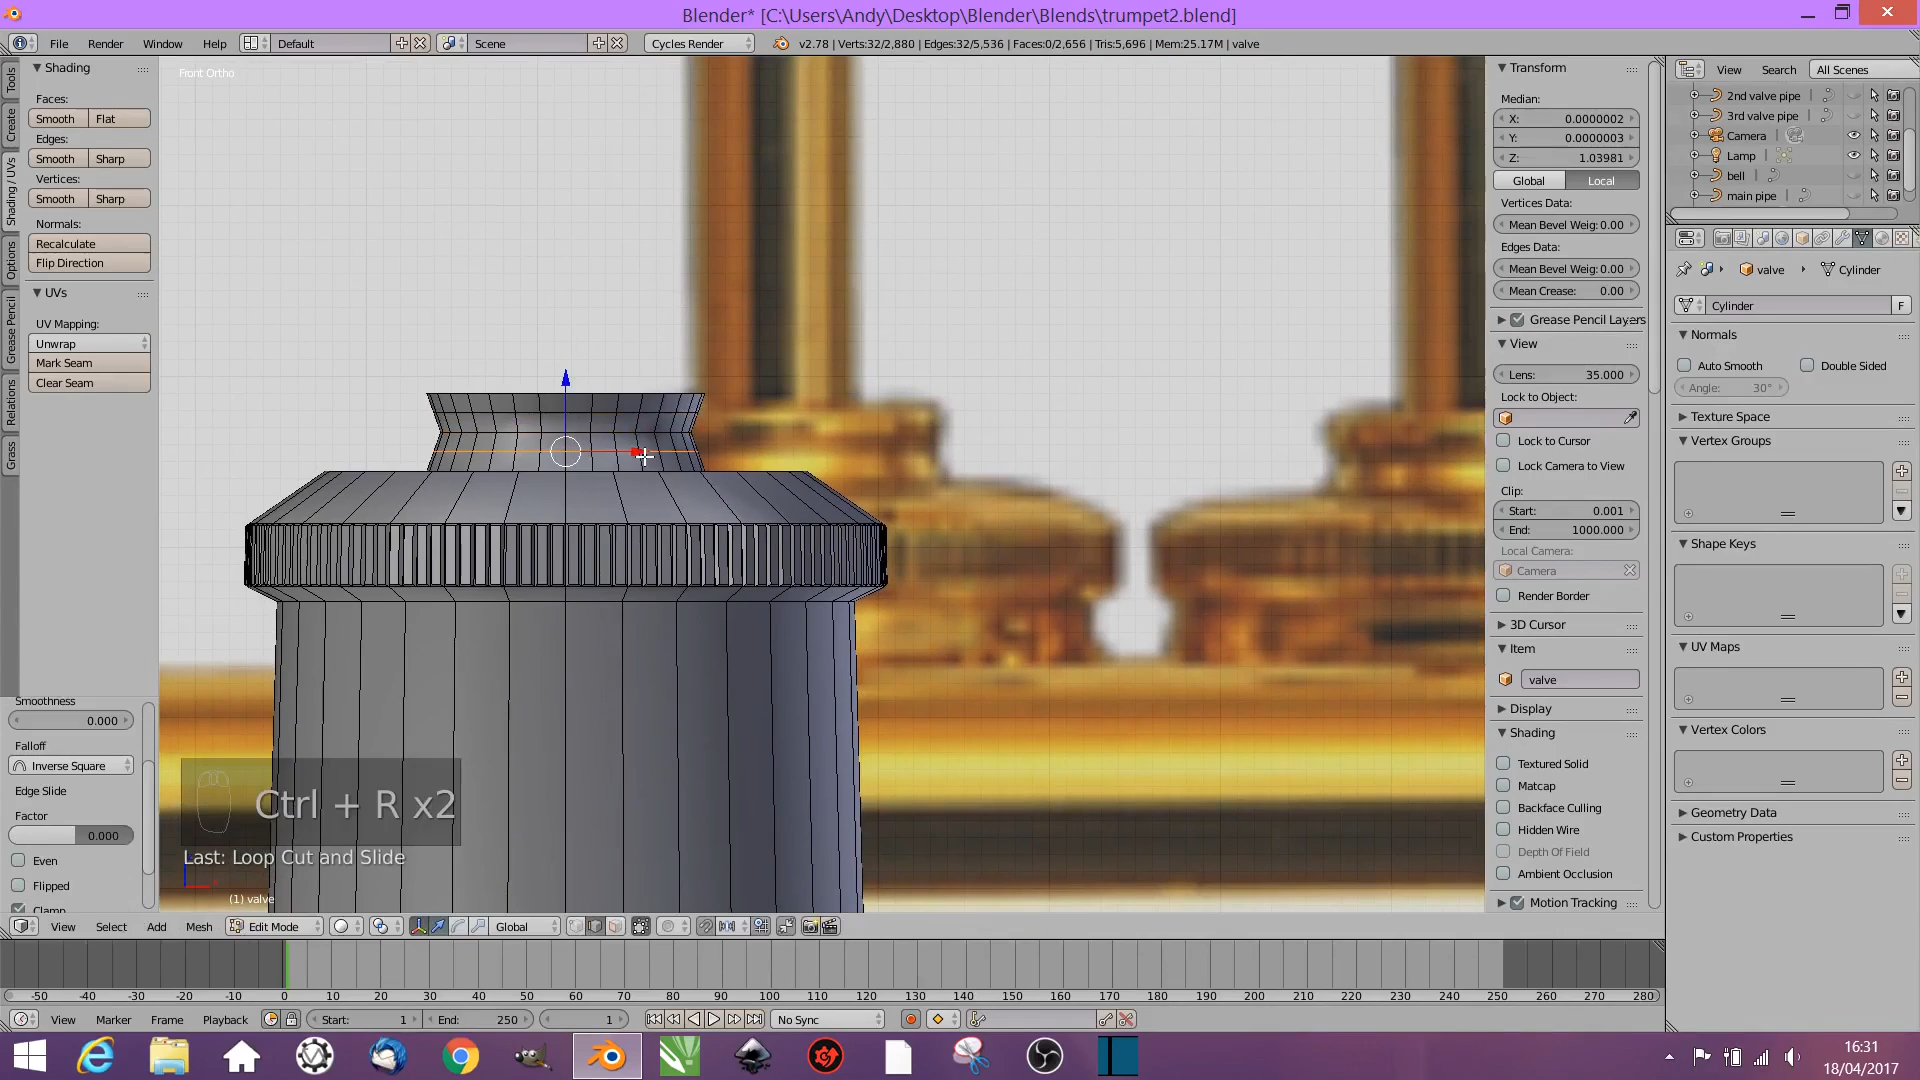 Blender* [C:\Users\Andy\Desktop\Blender\Blends\trumpet2.blend]
File Render Window Help Default Scene Cycles Render v2.78 | Verts:32/2,880 | Edges:32/5,536 | Faces:0/2,656 | Tris:5,696 | Mem:25.17M | valve
Tools
Create
Shading / UVs
Options
Grease Pencil
Relations
Grass
Shading
Faces:
Smooth Flat
Edges:
Smooth Sharp
Vertices:
Smooth Sharp
Normals:
Recalculate
Flip Direction
UVs
UV Mapping:
Unwrap
Mark Seam
Clear Seam
Smoothness
0.000
Falloff
Inverse Square
Edge Slide
Factor
0.000
Even
Flipped
Clamp
Front Ortho
Ctrl + R x2
Last: Loop Cut and Slide
(1) valve
Transform
Median:
X: 0.0000002
Y: 0.0000003
Z: 1.03981
Global Local
Vertices Data:
Mean Bevel Weig: 0.00
Edges Data:
Mean Bevel Weig: 0.00
Mean Crease: 0.00
Grease Pencil Layers
View
Lens: 35.000
Lock to Object:
Lock to Cursor
Lock Camera to View
Clip:
Start: 0.001
End: 1000.000
Local Camera:
Camera
Render Border
3D Cursor
Item
valve
Display
Shading
Textured Solid
Matcap
Backface Culling
Hidden Wire
Depth Of Field
Ambient Occlusion
Motion Tracking
View Search All Scenes
2nd valve pipe
3rd valve pipe
Camera
Lamp
bell
main pipe
valve Cylinder
Cylinder F
Normals
Auto Smooth Double Sided
Angle: 30°
Texture Space
Vertex Groups
Shape Keys
UV Maps
Vertex Colors
Geometry Data
Custom Properties
View Select Add Mesh Edit Mode Global
-50 -40 -30 -20 -10 0 10 20 30 40 50 60 70 80 90 100 110 120 130 140 150 160 170 180 190 200 210 220 230 240 250 260 270 280
View Marker Frame Playback Start: 1 End: 250 1 No Sync
16:31
18/04/2017